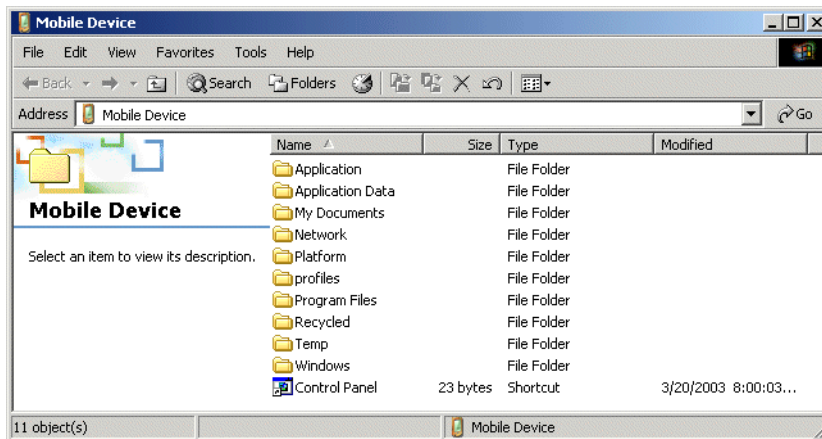 Mobile Device
File Edit View Favorites Tools Help
Back Search Folders
Address Mobile Device Go
Name Size Type Modified
Mobile Device
Select an item to view its description.
Application File Folder
Application Data File Folder
My Documents File Folder
Network File Folder
Platform File Folder
profiles File Folder
Program Files File Folder
Recycled File Folder
Temp File Folder
Windows File Folder
Control Panel 23 bytes Shortcut 3/20/2003 8:00:03...
11 object(s) Mobile Device